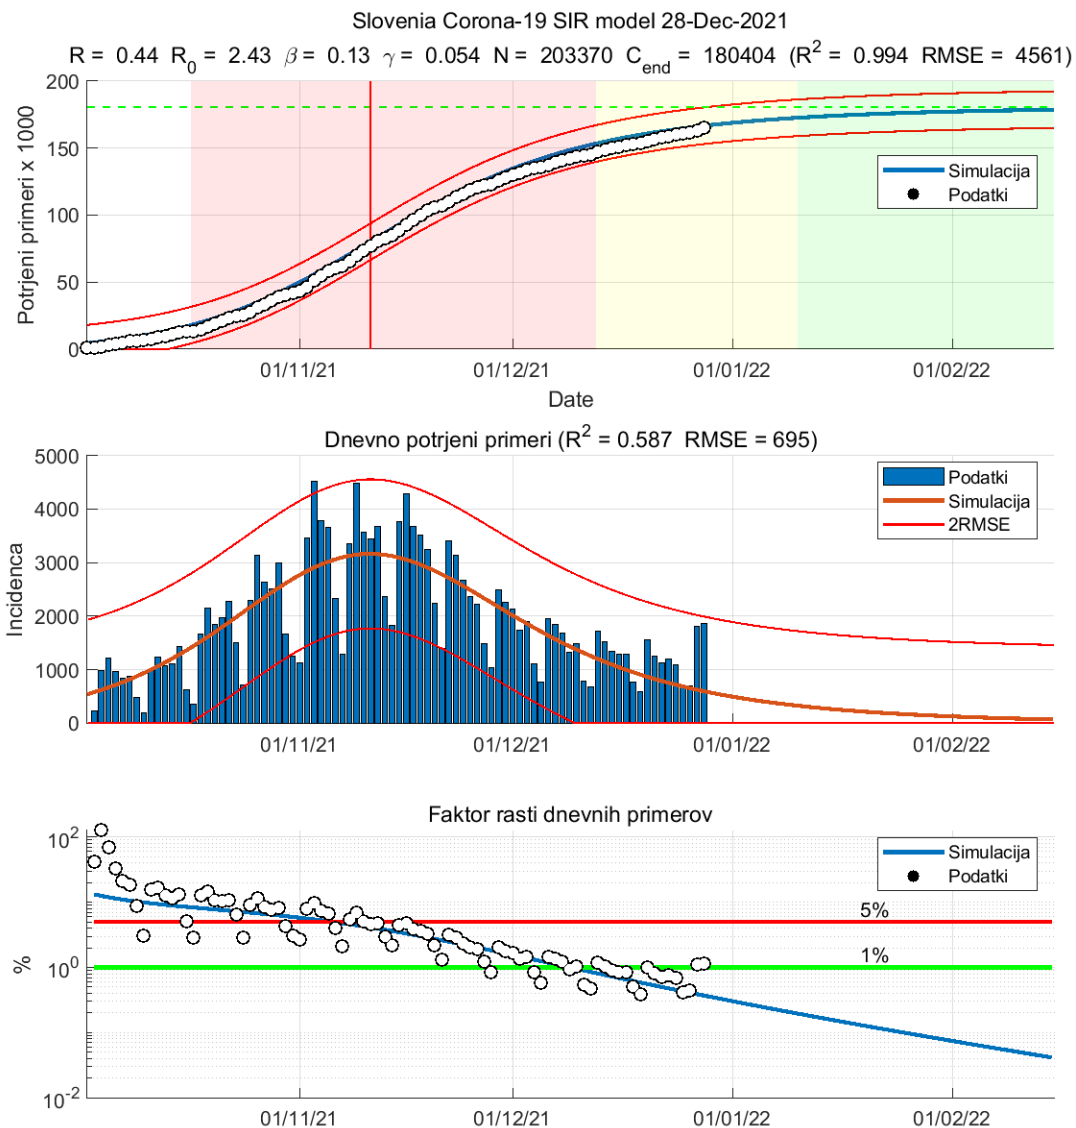 Slovenia Corona-19 SIR model 28-Dec-2021
R = 0.44 R0 = 2.43 β = 0.13 γ = 0.054 N = 203370 Cend = 180404 (R2 = 0.994 RMSE = 4561)
Potrjeni primeri x 1000
200
150
100
50
0
Simulacija
Podatki
01/11/21
01/12/21
01/01/22
01/02/22
Date
Dnevno potrjeni primeri (R2 = 0.587 RMSE = 695)
Incidenca
5000
4000
3000
2000
1000
0
Podatki
Simulacija
2RMSE
01/11/21
01/12/21
01/01/22
01/02/22
Faktor rasti dnevnih primerov
%
10^2
10^0
10^-2
Simulacija
Podatki
5%
1%
01/11/21
01/12/21
01/01/22
01/02/22